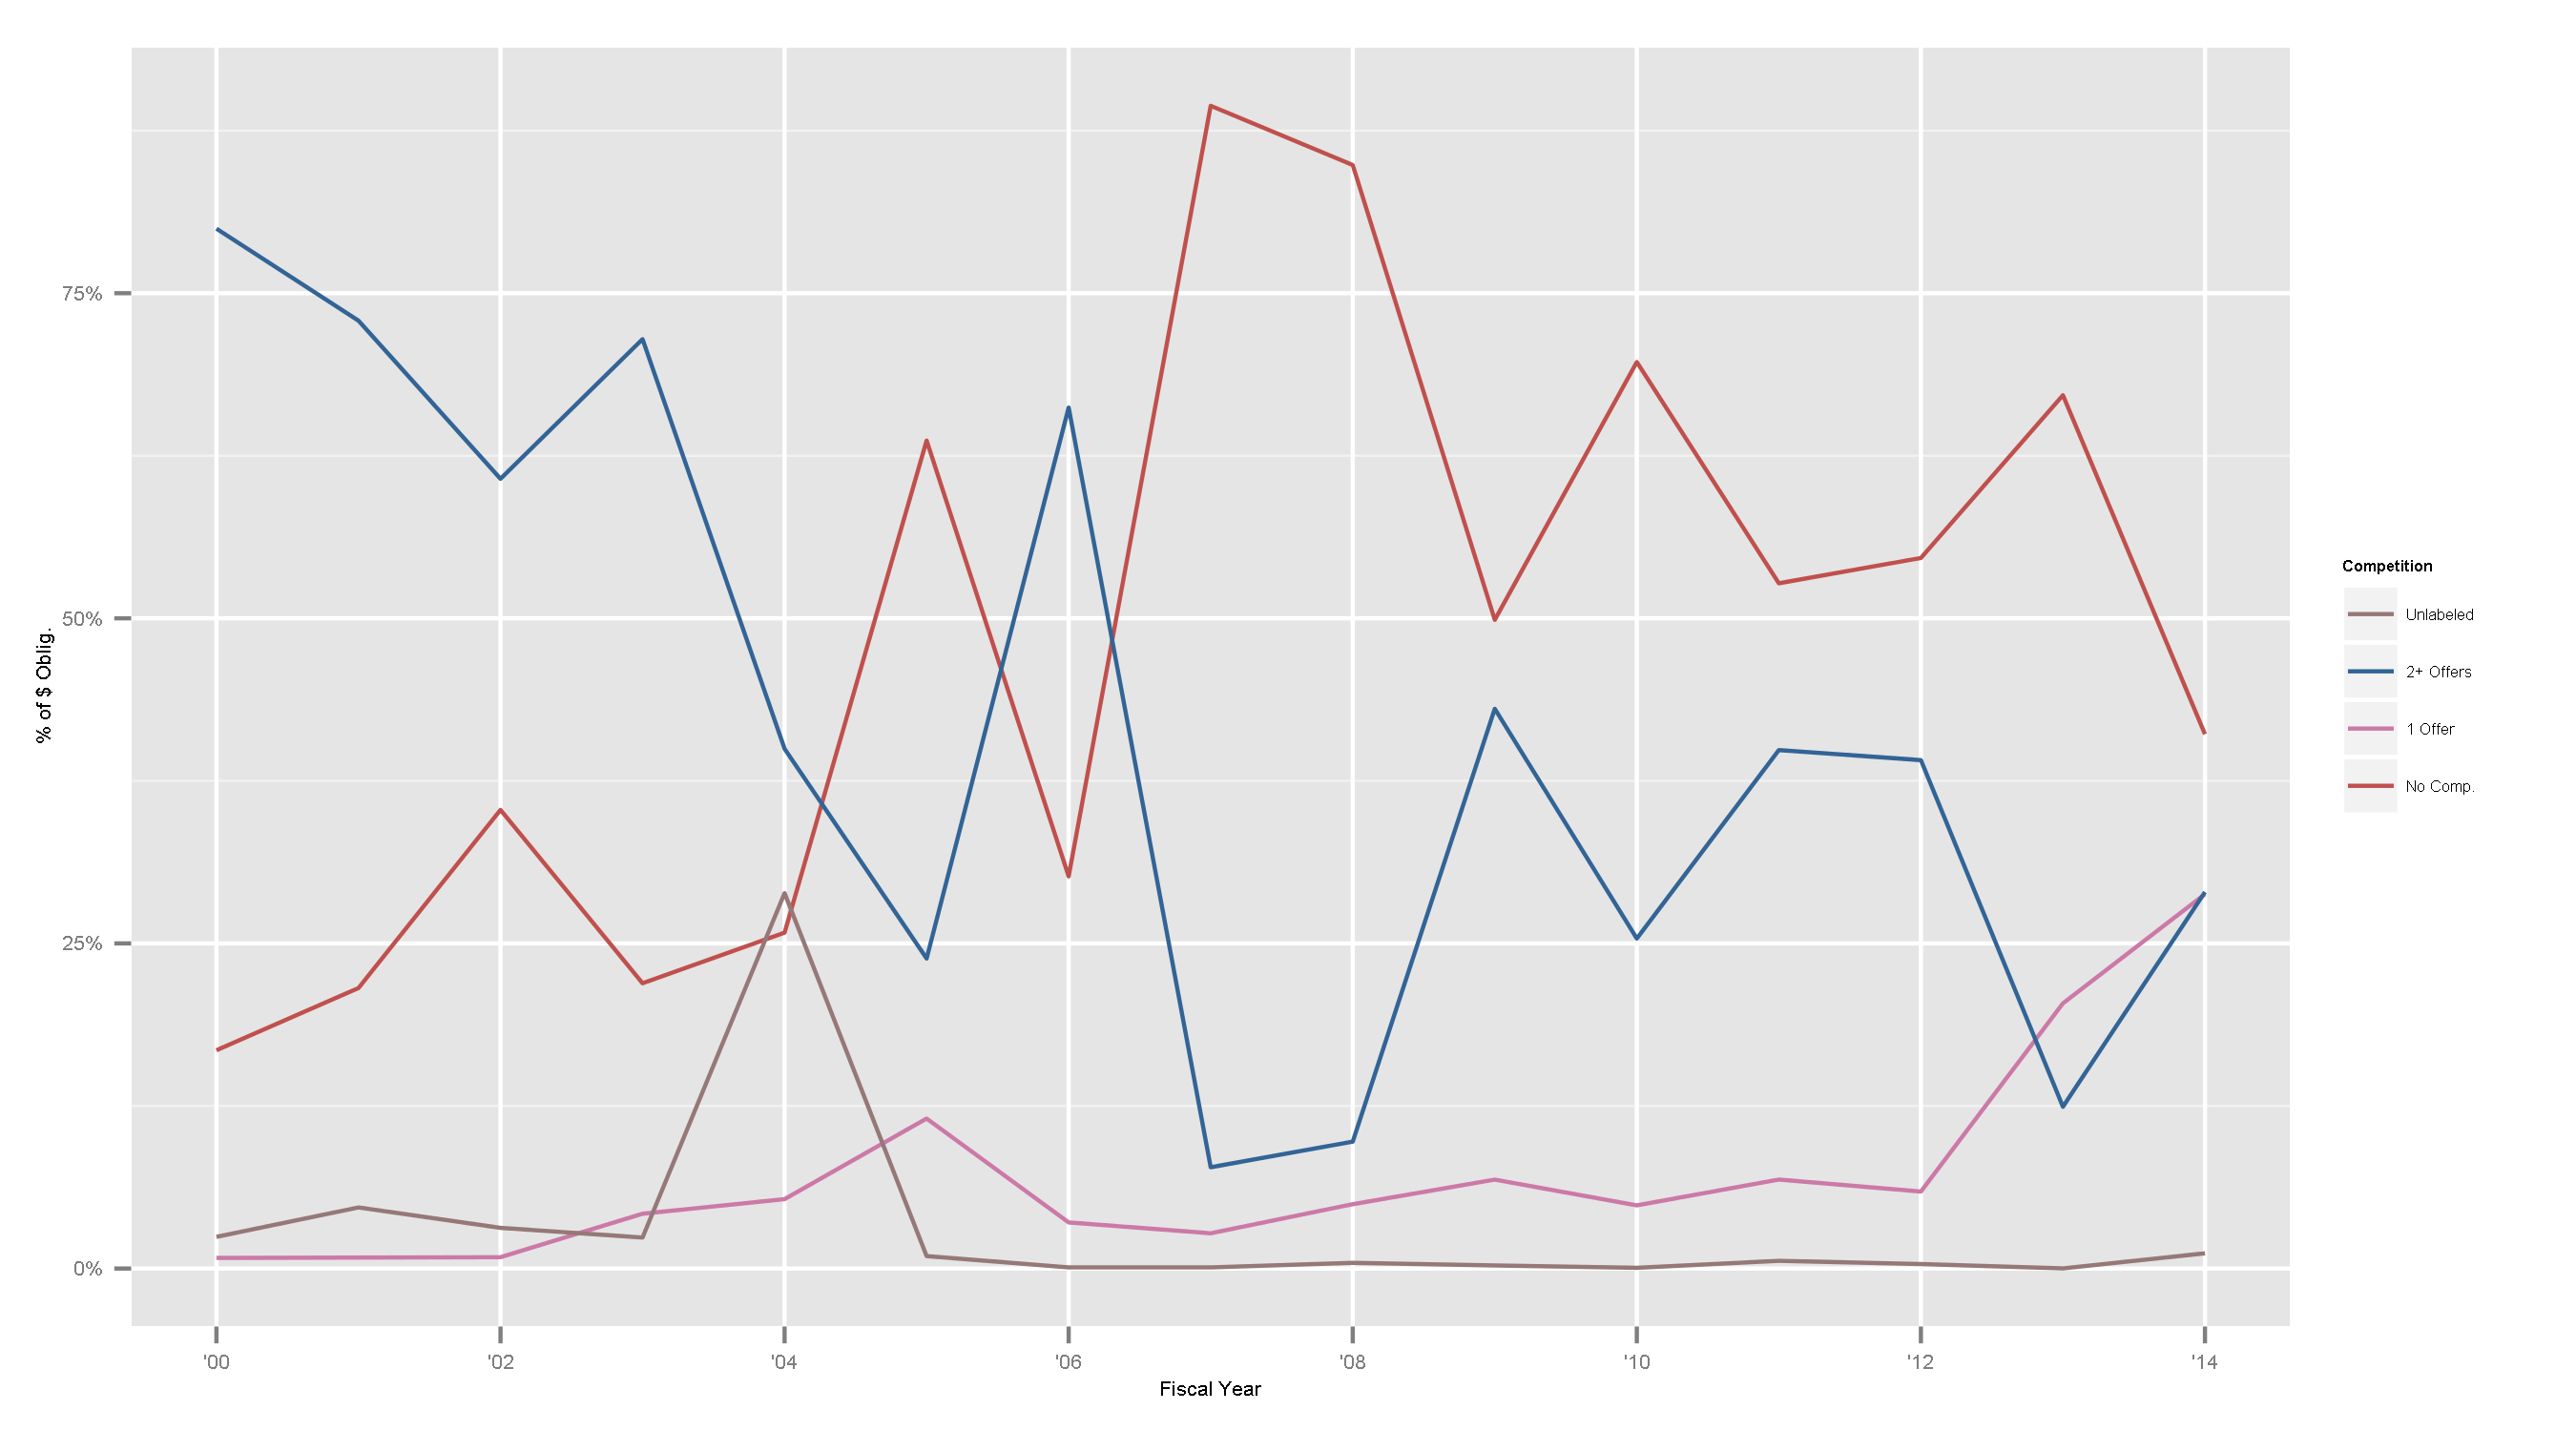 75%
50%
25%
0%
% of $ Oblig.
'00 '02 '04 '06 '08 '10 '12 '14
Fiscal Year
Competition
Unlabeled
2+ Offers
1 Offer
No Comp.